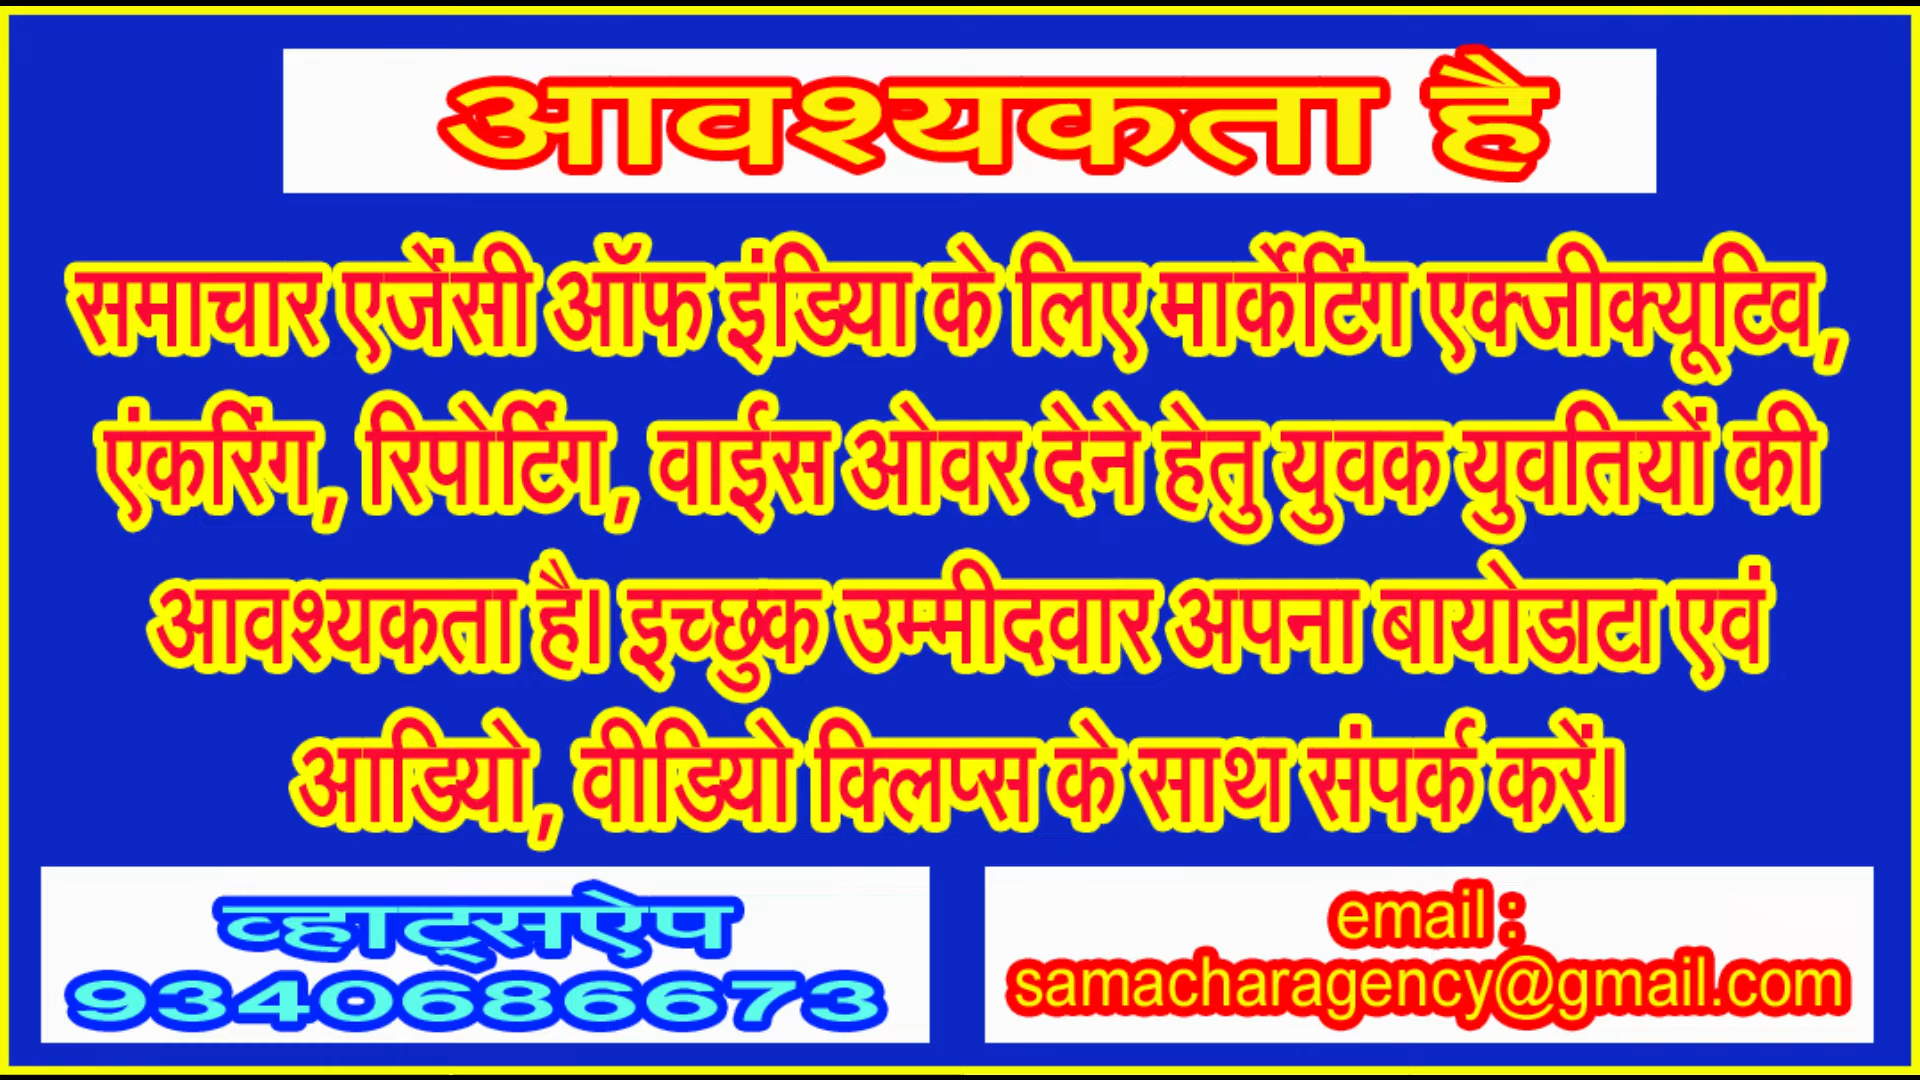 आवश्यकता है
समाचार एजेंसी ऑफ इंडिया के लिए मार्केटिंग एक्जीक्यूटिव,
एंकरिंग, रिपोर्टिंग, वाईस ओवर देने हेतु युवक युवतियों की
आवश्यकता है। इच्छुक उम्मीदवार अपना बायोडाटा एवं
आडियो, वीडियो क्लिप्स के साथ संपर्क करें।
व्हाट्सऐप
9340686673
email :
samacharagency@gmail.com